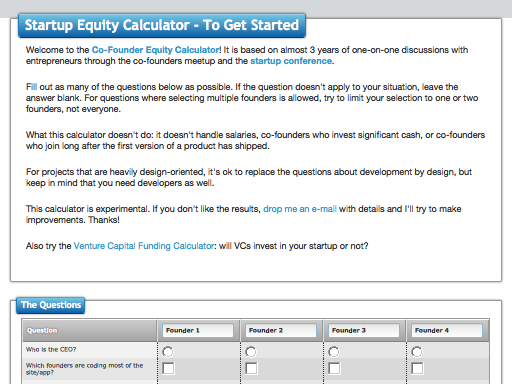 Startup Equity Calculator - To Get Started
Welcome to the Co-Founder Equity Calculator! It is based on almost 3 years of one-on-one discussions with
entrepreneurs through the co-founders meetup and the startup conference.
Fill out as many of the questions below as possible. If the question doesn't apply to your situation, leave the
answer blank. For questions where selecting multiple founders is allowed, try to limit your selection to one or two
founders, not everyone.
What this calculator doesn't do: it doesn't handle salaries, co-founders who invest significant cash, or co-founders
who join long after the first version of a product has shipped.
For projects that are heavily design-oriented, it's ok to replace the questions about development by design, but
keep in mind that you need developers as well.
This calculator is experimental. If you don't like the results, drop me an e-mail with details and I'll try to make
improvements. Thanks!
Also try the Venture Capital Funding Calculator: will VCs invest in your startup or not?
The Questions
Question Founder 1 Founder 2 Founder 3 Founder 4
Who is the CEO?
Which founders are coding most of the
site/app?